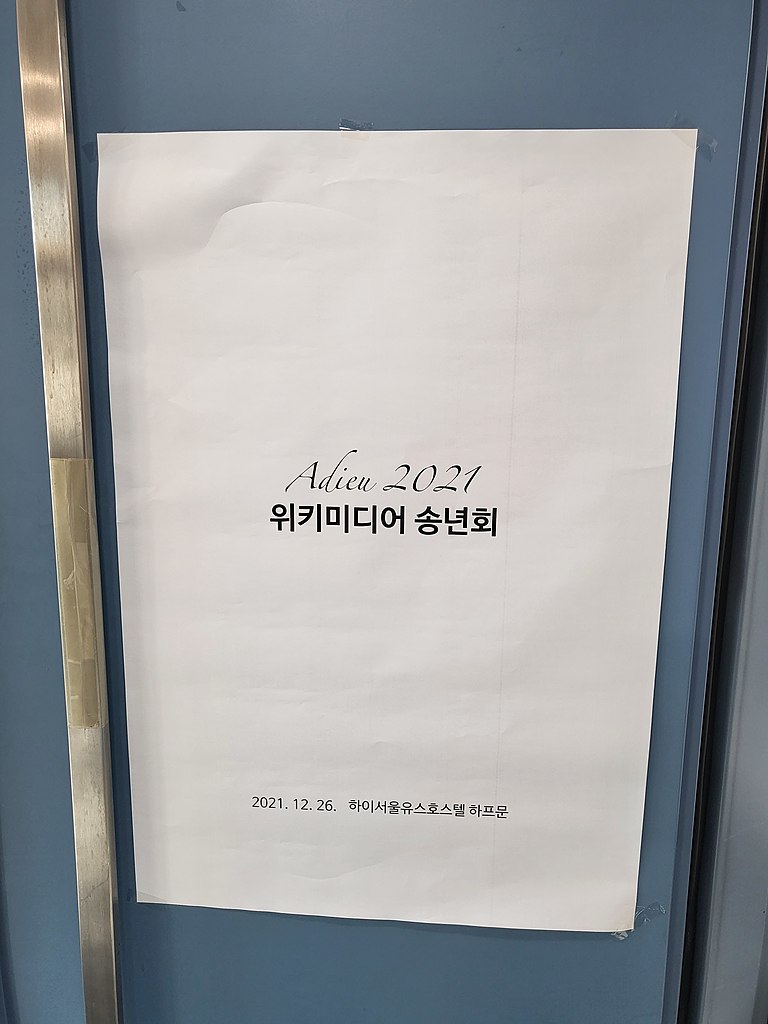 Adieu 2021
위키미디어 송년회
2021. 12. 26. 하이서울유스호스텔 하프문